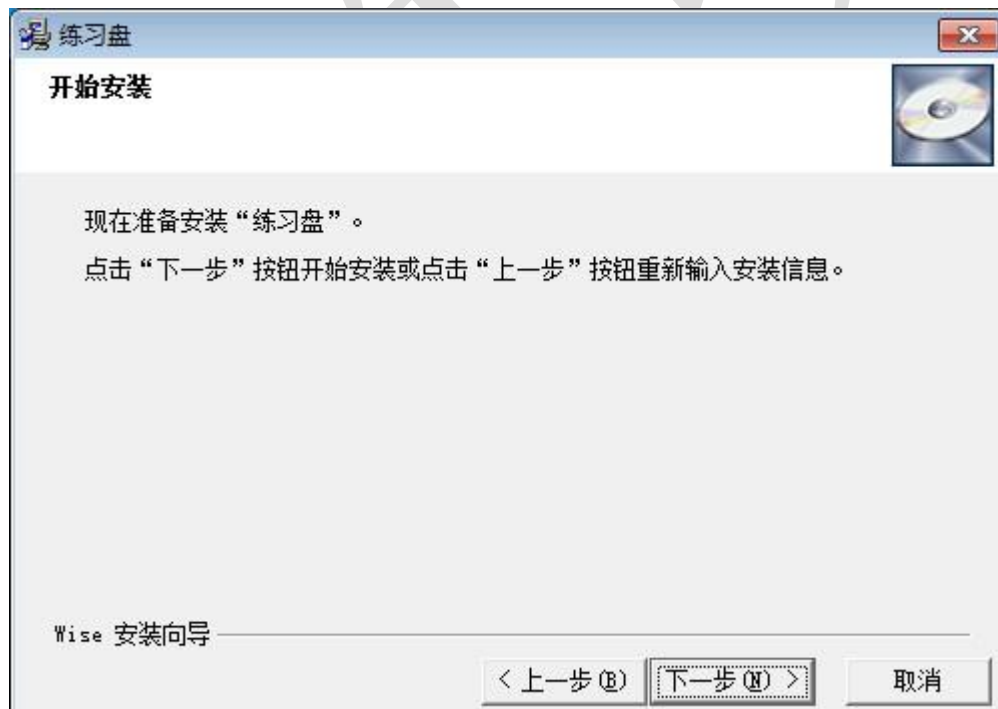 练习盘
开始安装
现在准备安装“练习盘”。
点击“下一步”按钮开始安装或点击“上一步”按钮重新输入安装信息。
Wise 安装向导
< 上一步(B) 下一步(N) > 取消